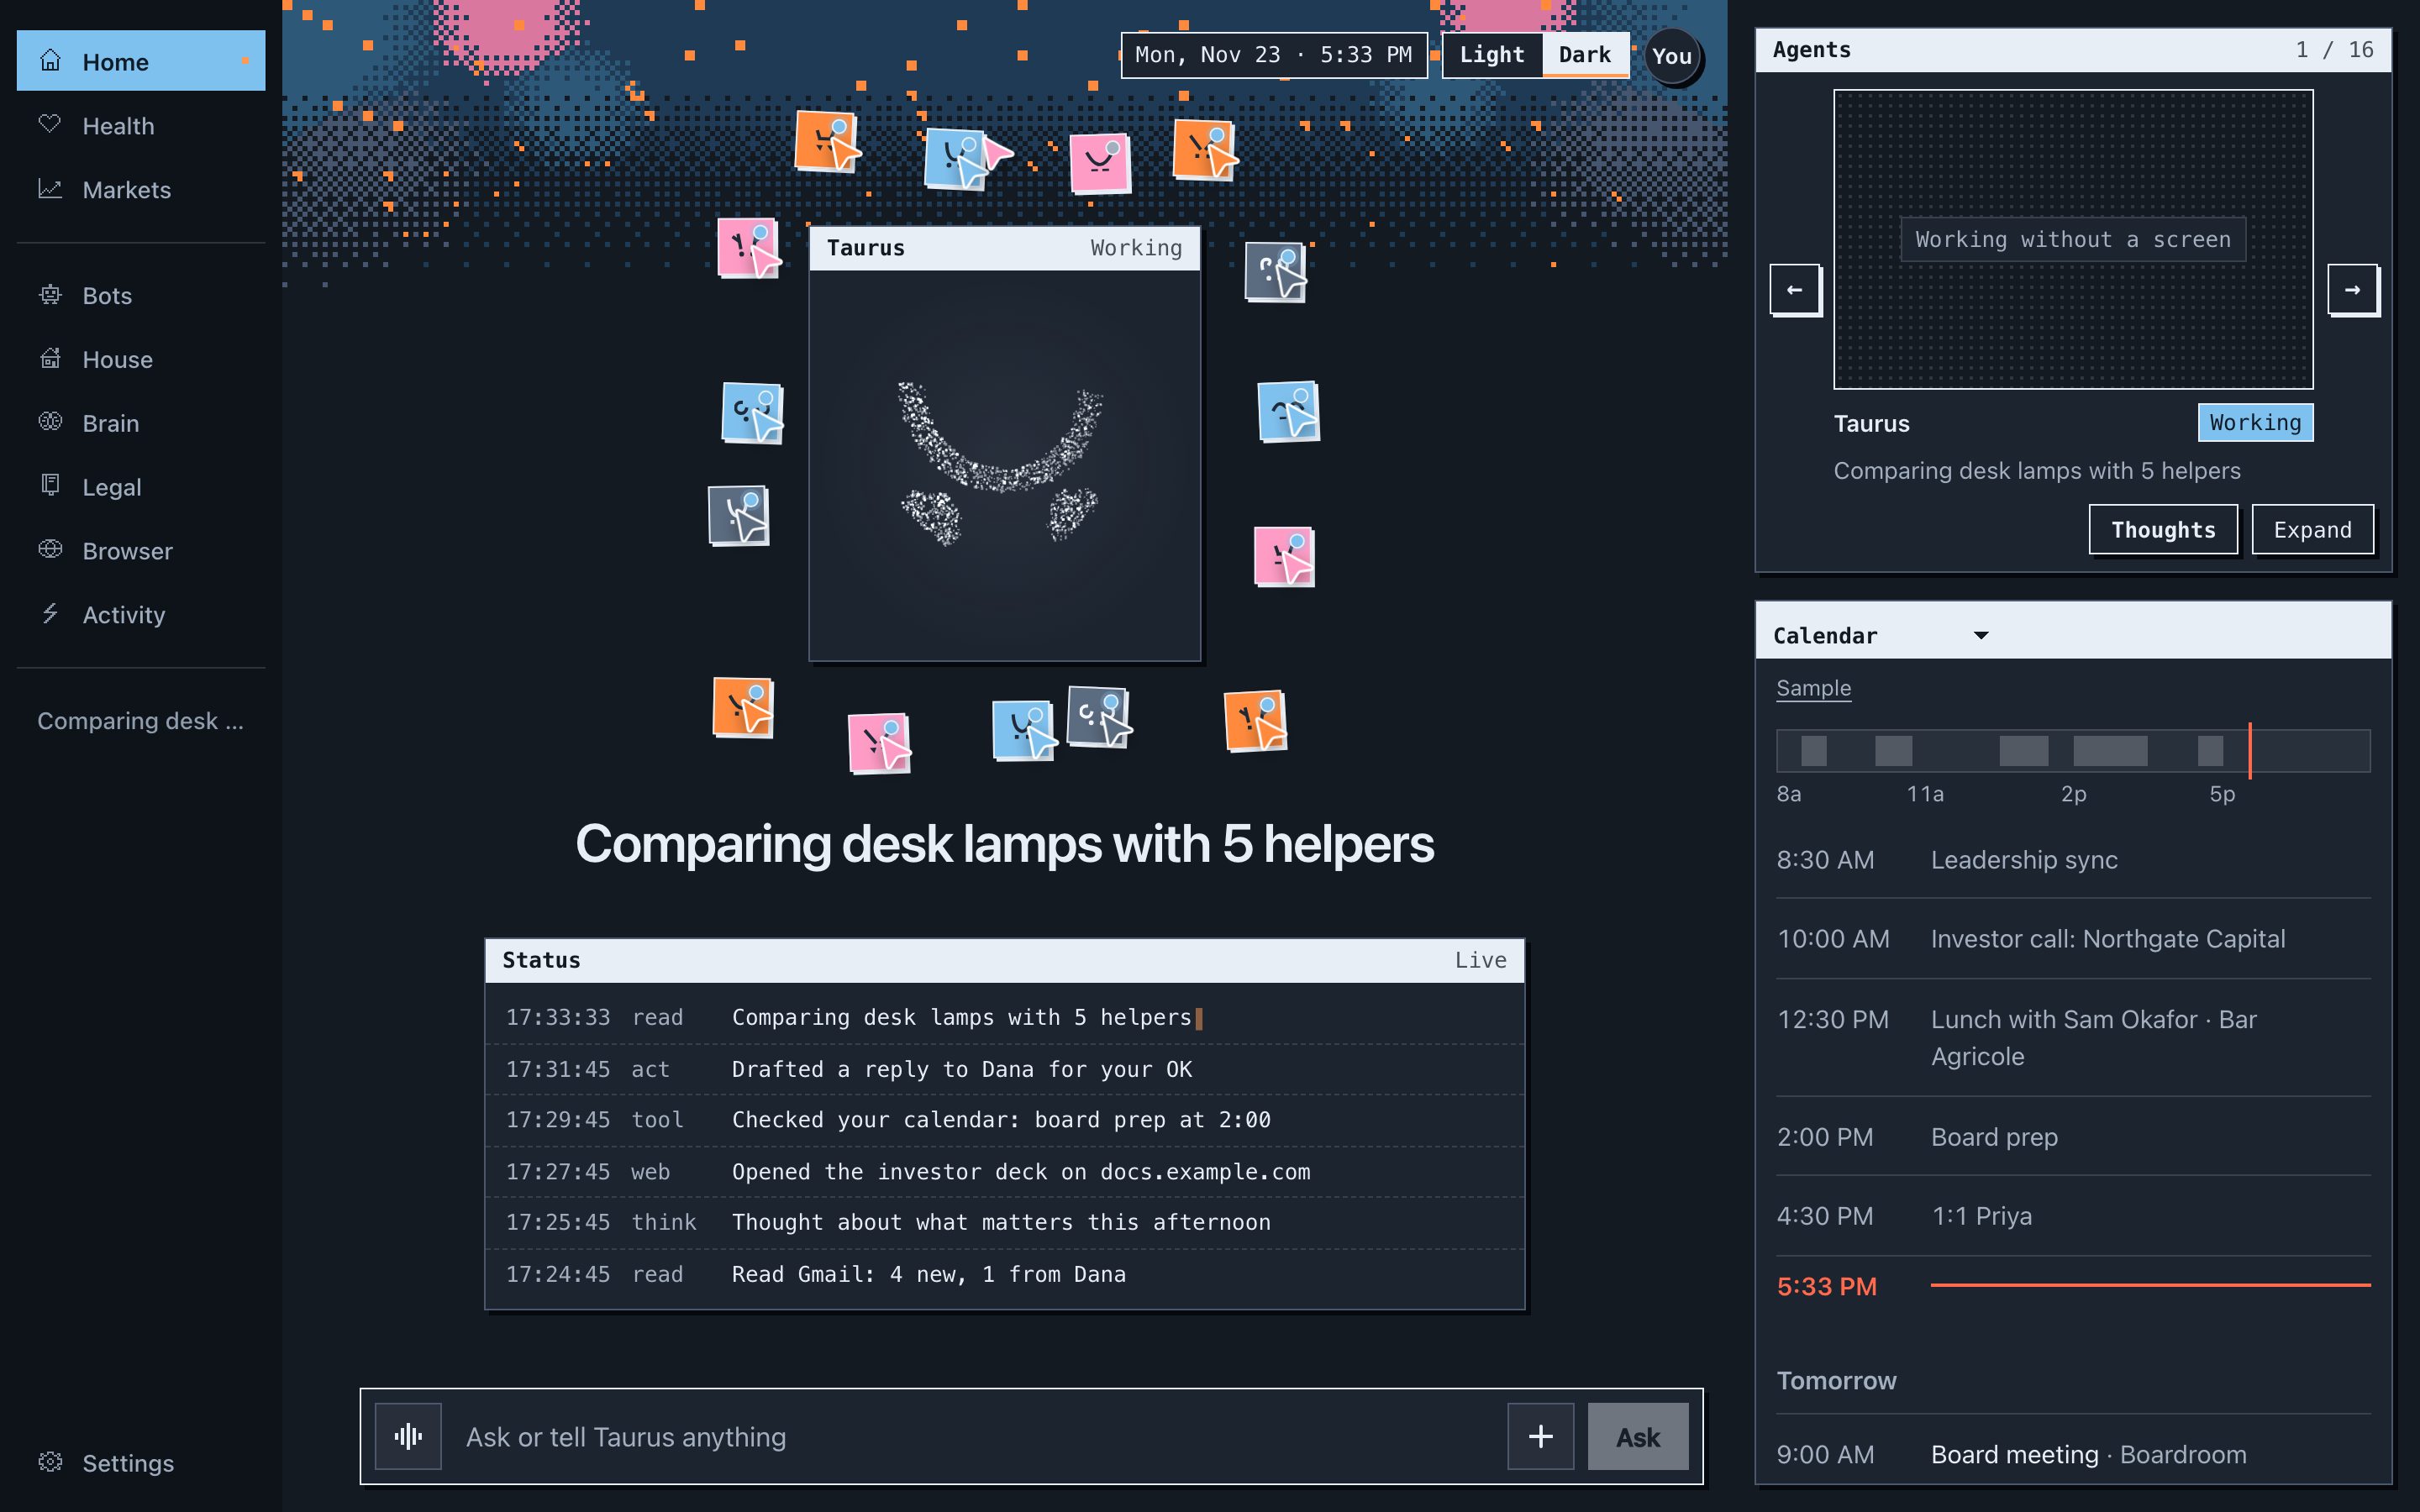 Home
Health
Markets
Bots
House
Brain
Legal
Browser
Activity
Comparing desk ...
Settings
Mon, Nov 23 · 5:33 PM
Light
Dark
You
Taurus
Working
Comparing desk lamps with 5 helpers
Status
Live
17:33:33 read Comparing desk lamps with 5 helpers
17:31:45 act Drafted a reply to Dana for your OK
17:29:45 tool Checked your calendar: board prep at 2:00
17:27:45 web Opened the investor deck on docs.example.com
17:25:45 think Thought about what matters this afternoon
17:24:45 read Read Gmail: 4 new, 1 from Dana
Ask or tell Taurus anything
Ask
Agents
1 / 16
Working without a screen
Taurus
Working
Comparing desk lamps with 5 helpers
Thoughts
Expand
Calendar
Sample
8a 11a 2p 5p
8:30 AM Leadership sync
10:00 AM Investor call: Northgate Capital
12:30 PM Lunch with Sam Okafor · Bar
Agricole
2:00 PM Board prep
4:30 PM 1:1 Priya
5:33 PM
Tomorrow
9:00 AM Board meeting · Boardroom